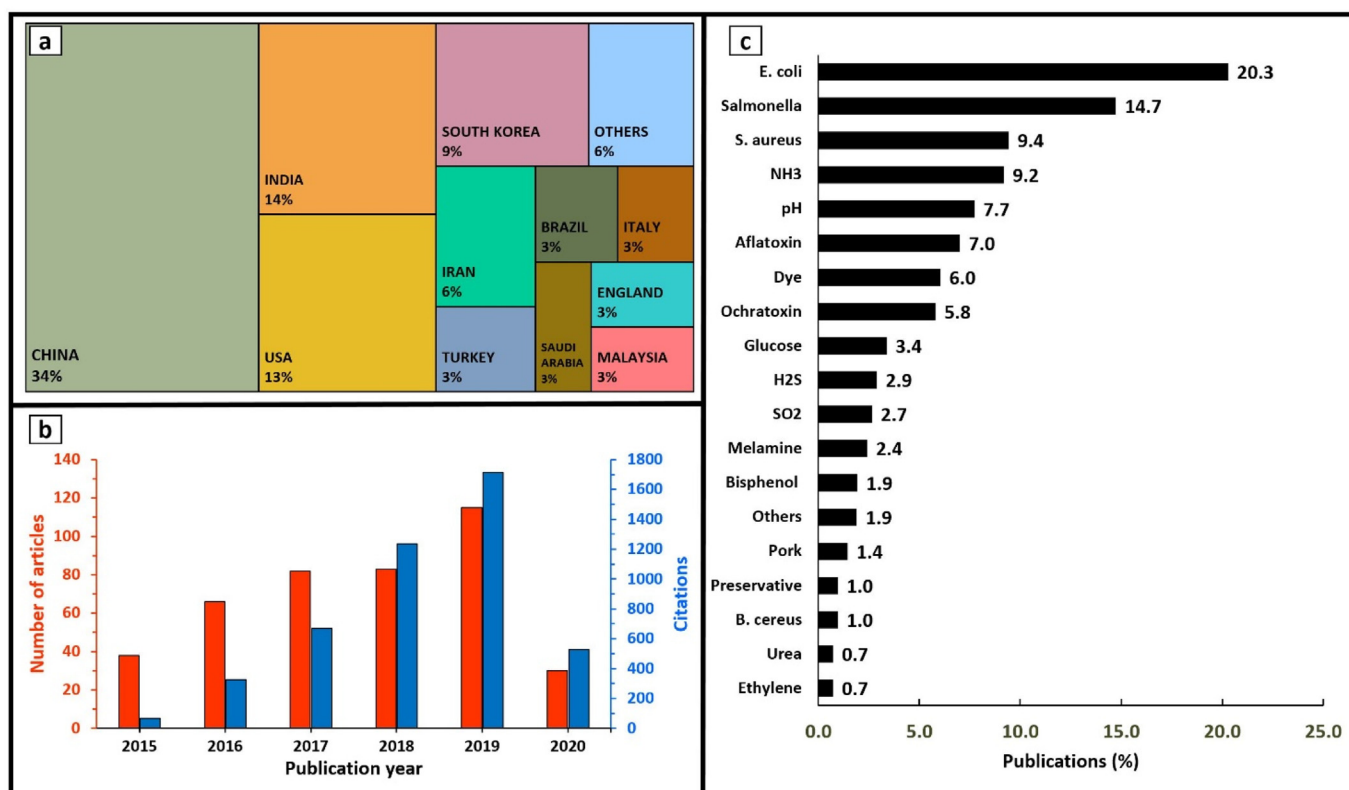 a
CHINA
34%
INDIA
14%
USA
13%
SOUTH KOREA
9%
OTHERS
6%
IRAN
6%
BRAZIL
3%
ITALY
3%
TURKEY
3%
SAUDI
ARABIA
3%
ENGLAND
3%
MALAYSIA
3%
b
Number of articles
140
120
100
80
60
40
20
0
Citations
1800
1600
1400
1200
1000
800
600
400
200
0
2015 2016 2017 2018 2019 2020
Publication year
c
E. coli 20.3
Salmonella 14.7
S. aureus 9.4
NH3 9.2
pH 7.7
Aflatoxin 7.0
Dye 6.0
Ochratoxin 5.8
Glucose 3.4
H2S 2.9
SO2 2.7
Melamine 2.4
Bisphenol 1.9
Others 1.9
Pork 1.4
Preservative 1.0
B. cereus 1.0
Urea 0.7
Ethylene 0.7
0.0 5.0 10.0 15.0 20.0 25.0
Publications (%)